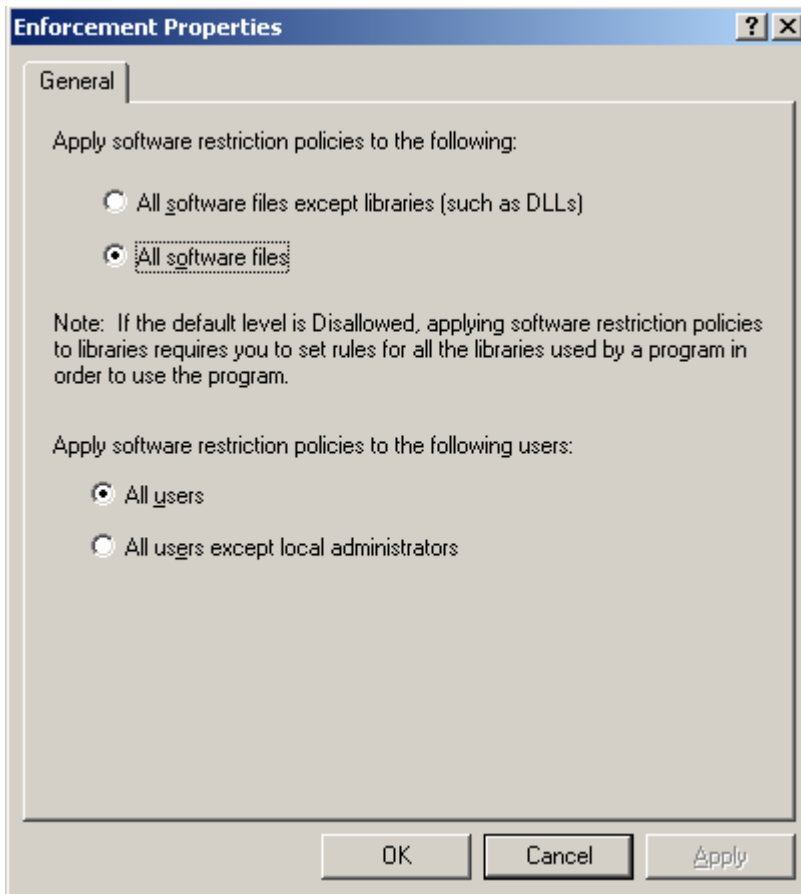 Enforcement Properties
General
Apply software restriction policies to the following:
All software files except libraries (such as DLLs)
All software files
Note: If the default level is Disallowed, applying software restriction policies
to libraries requires you to set rules for all the libraries used by a program in
order to use the program.
Apply software restriction policies to the following users:
All users
All users except local administrators
OK
Cancel
Apply